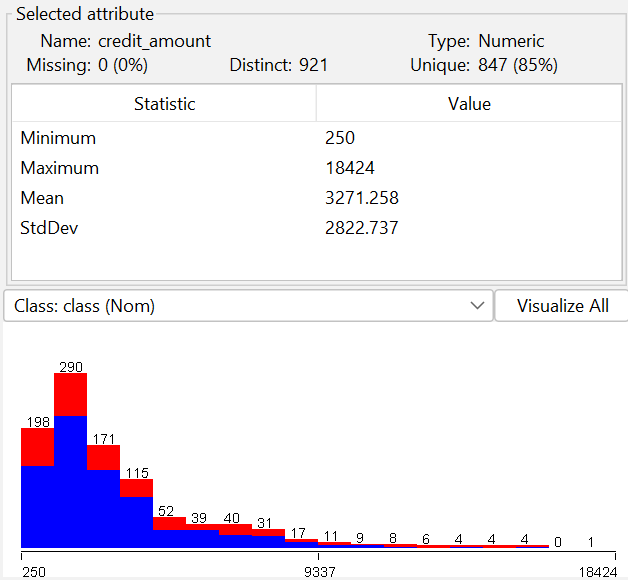 Selected attribute
Name: credit_amount Type: Numeric
Missing: 0 (0%) Distinct: 921 Unique: 847 (85%)
Statistic Value
Minimum 250
Maximum 18424
Mean 3271.258
StdDev 2822.737
Class: class (Nom) Visualize All
290
198
171
115
52 39 40 31 17 11 9 8 6 4 4 4 0 1
250 9337 18424